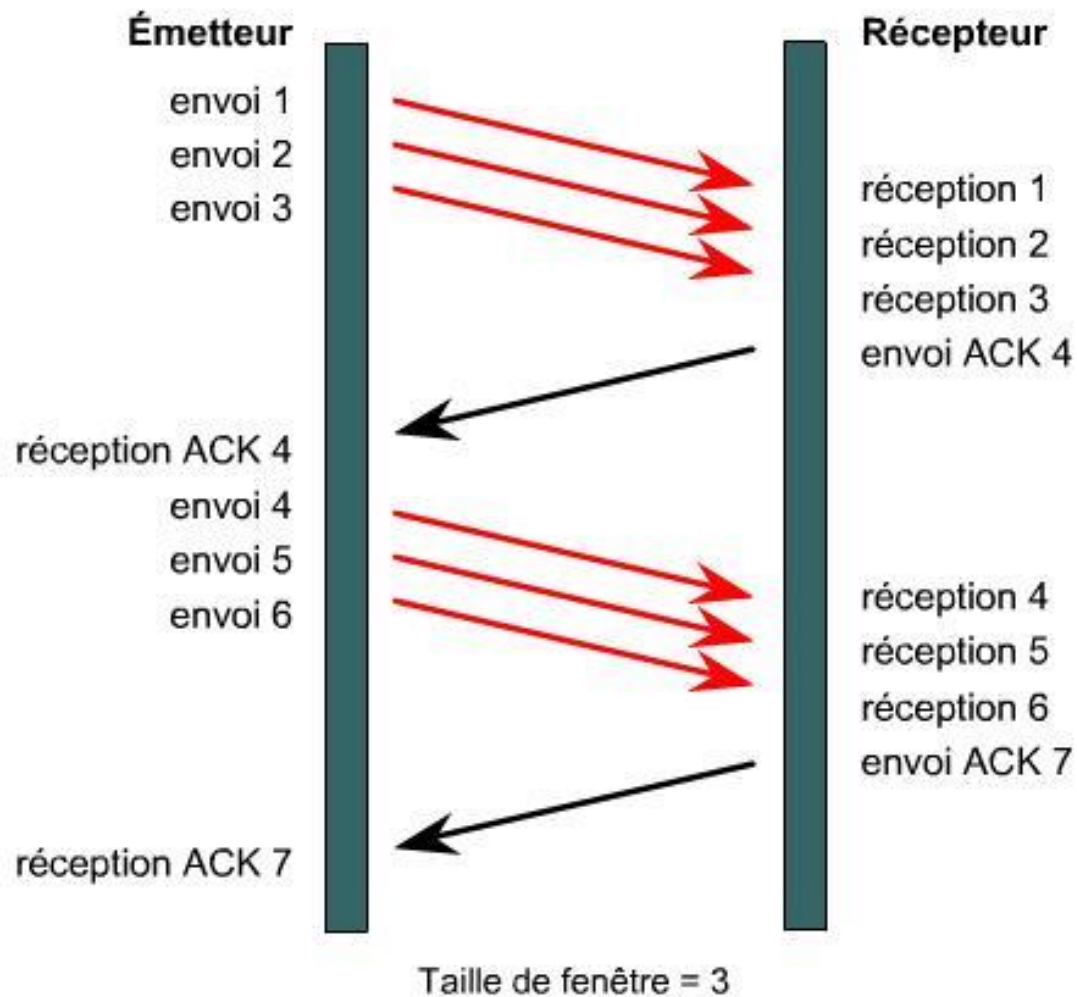 Émetteur
Récepteur
envoi 1
envoi 2
envoi 3
réception 1
réception 2
réception 3
envoi ACK 4
réception ACK 4
envoi 4
envoi 5
envoi 6
réception 4
réception 5
réception 6
envoi ACK 7
réception ACK 7
Taille de fenêtre = 3